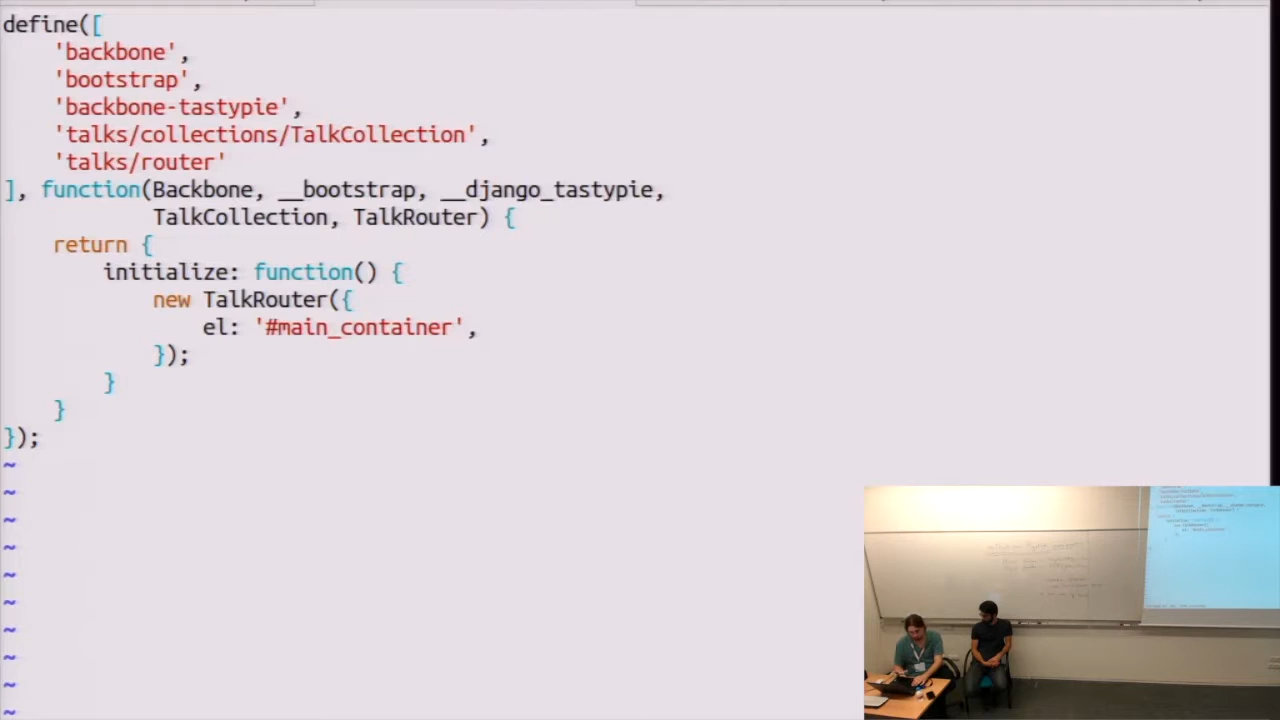 define([
    'backbone',
    'bootstrap',
    'backbone-tastypie',
    'talks/collections/TalkCollection',
    'talks/router'
], function(Backbone, __bootstrap, __django_tastypie,
            TalkCollection, TalkRouter) {
    return {
        initialize: function() {
            new TalkRouter({
                el: '#main_container',
            });
        }
    }
});
~
~
~
~
~
~
~
~
~
~